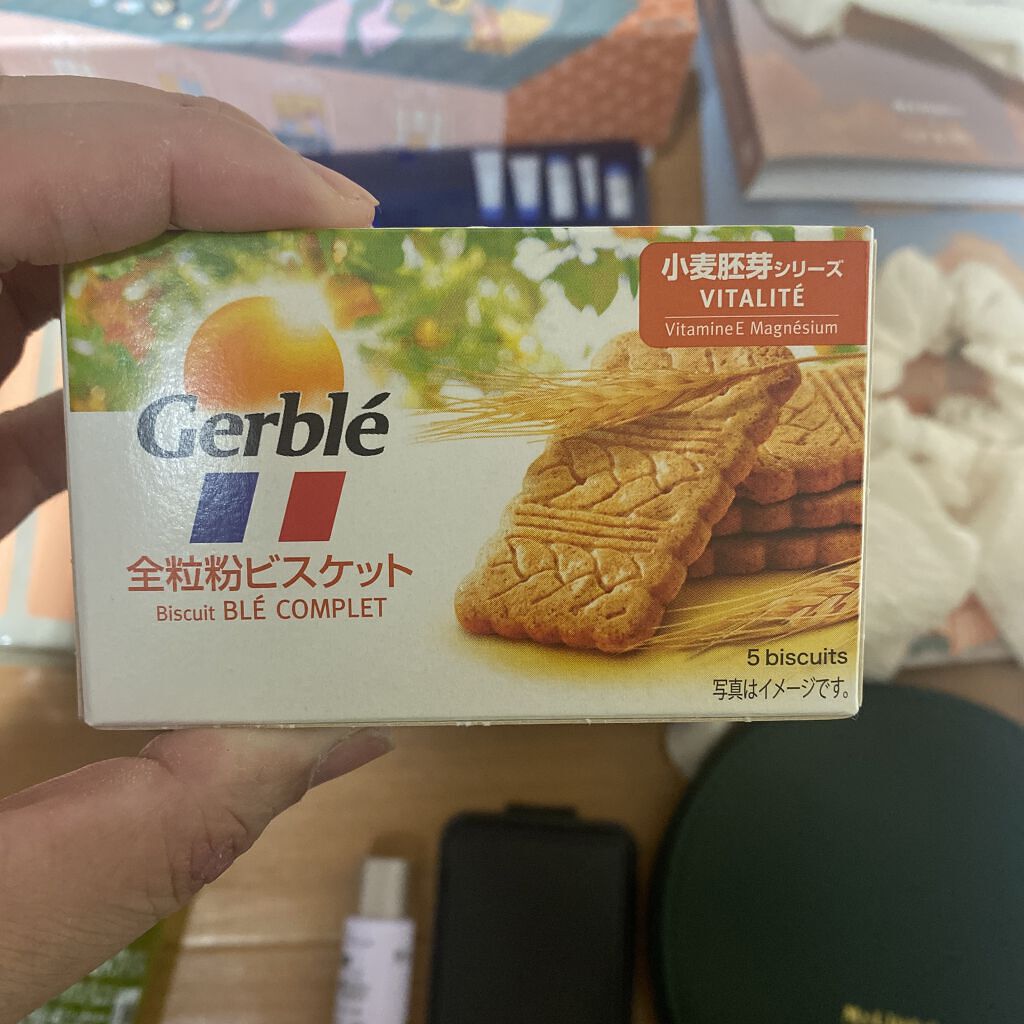 小麦胚芽シリーズ
VITALITÉ
Vitamine E Magnésium
Gerblé
全粒粉ビスケット
Biscuit BLÉ COMPLET
5 biscuits
写真はイメージです。